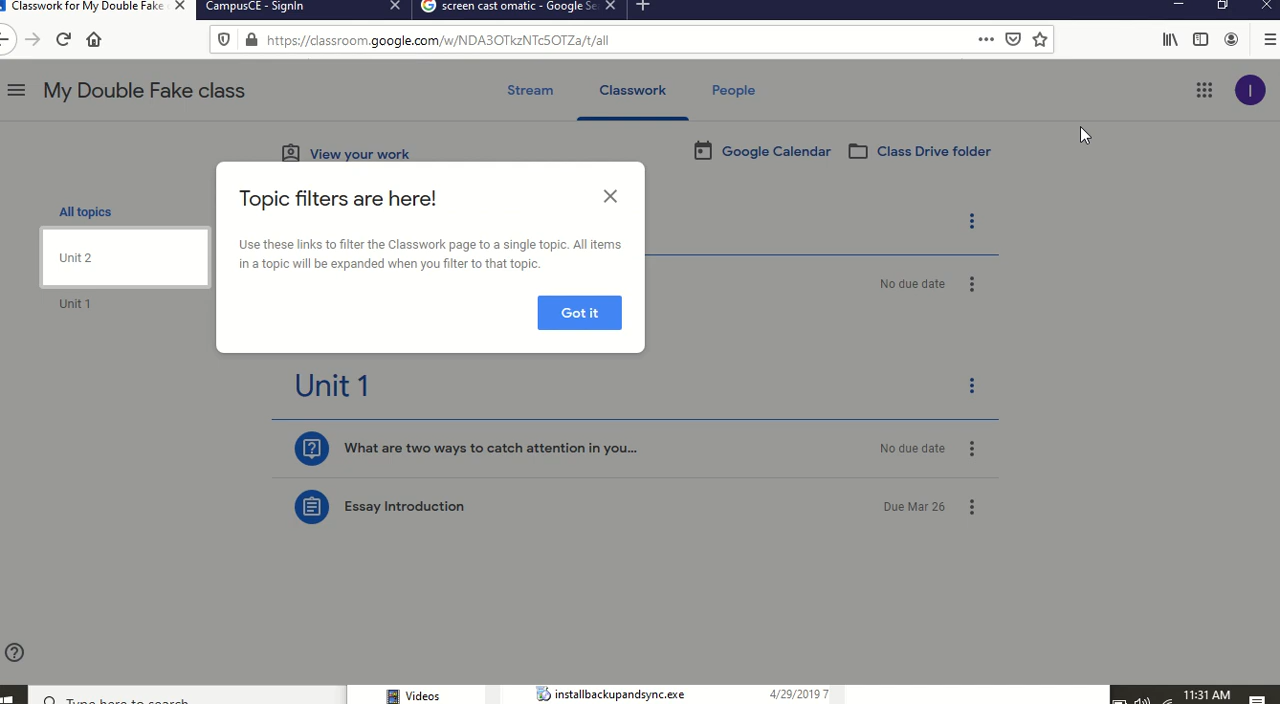 Classwork for My Double Fake
CampusCE - SignIn
screen cast omatic - Google Se
https://classroom.google.com/w/NDA3OTkzNTc5OTZa/t/all
My Double Fake class
Stream
Classwork
People
I
View your work
Google Calendar
Class Drive folder
Topic filters are here!
All topics
Use these links to filter the Classwork page to a single topic. All items
in a topic will be expanded when you filter to that topic.
Unit 2
No due date
Unit 1
Got it
Unit 1
What are two ways to catch attention in you...
No due date
Essay Introduction
Due Mar 26
Type here to search
Videos
installbackupandsync.exe
4/29/2019 7
11:31 AM